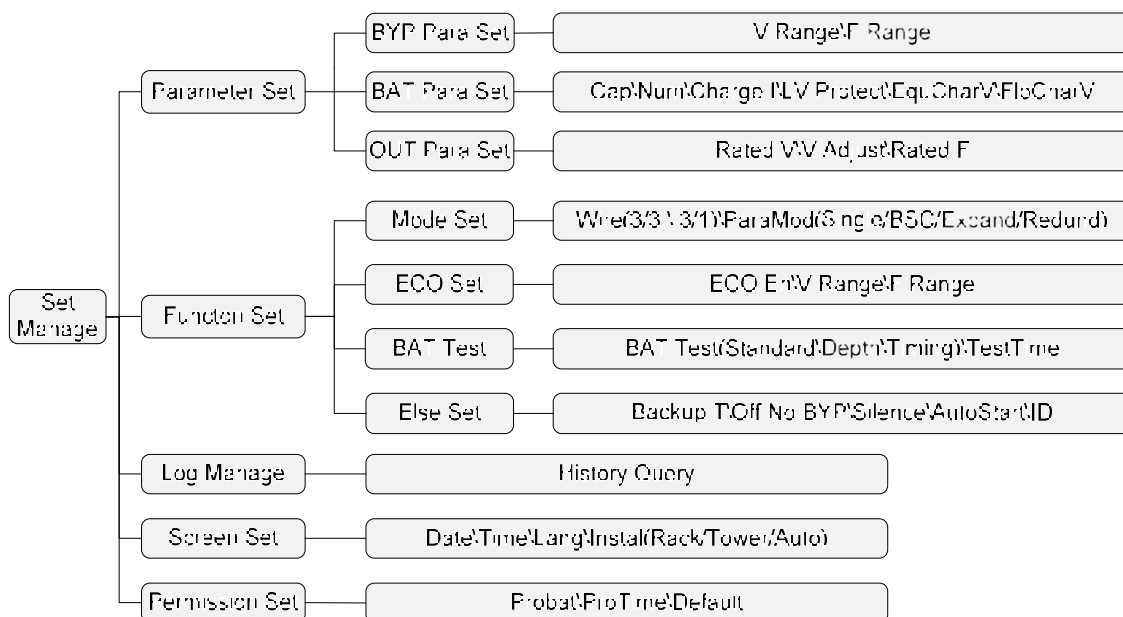 BYP Para Set
V Range\F Range
Parameter Set
BAT Para Set
Cap\Num\Charge I\LV Protect\EquCharV\FloCharV
OUT Para Set
Rated V\V Adjust\Rated F
Mode Set
Wire(3/3 \ 3/1)\ParaMod(Single/BSC/Expand/Redund)
ECO Set
ECO En\V Range\F Range
Set
Manage
Function Set
BAT Test
BAT Test(Standard\Depth\Timing)\TestTime
Else Set
Backup T\Off No BYP\Silence\AutoStart\ID
Log Manage
History Query
Screen Set
Date\Time\Lang\Instal(Rack/Tower/Auto)
Permission Set
Probat\ProTime\Default